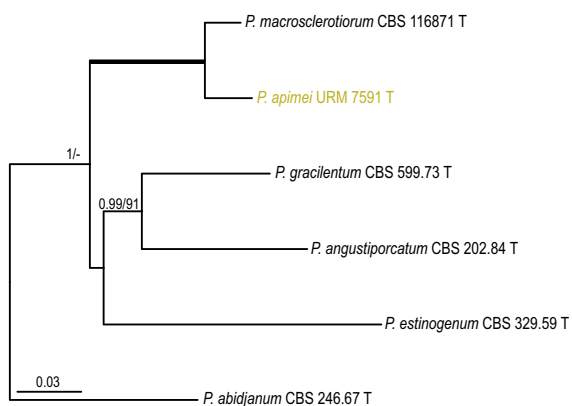 P. macrosclerotiorum CBS 116871 T
P. apimei URM 7591 T
1/-
P. gracilentum CBS 599.73 T
0.99/91
P. angustiporcatum CBS 202.84 T
P. estinogenum CBS 329.59 T
0.03
P. abidjanum CBS 246.67 T